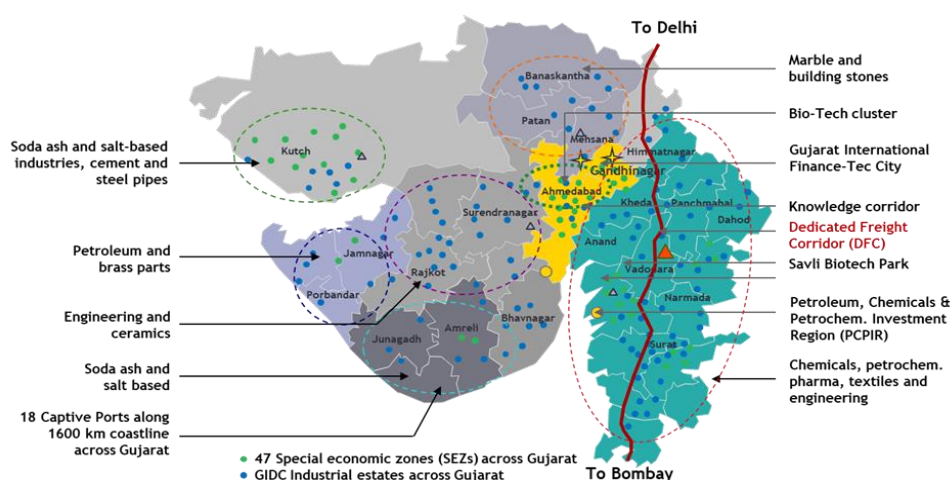 To Delhi
Marble and
building stones
Bio-Tech cluster
Gujarat International
Finance-Tec City
Knowledge corridor
Dedicated Freight
Corridor (DFC)
Savli Biotech Park
Petroleum, Chemicals &
Petrochem. Investment
Region (PCPIR)
Chemicals, petrochem.
pharma, textiles and
engineering
Soda ash and salt-based
industries, cement and
steel pipes
Petroleum and
brass parts
Engineering and
ceramics
Soda ash and
salt based
18 Captive Ports along
1600 km coastline
across Gujarat
Banaskantha
Patan
Mehsana
Himmatnagar
Gandhinagar
Kutch
Ahmedabad
Surendranagar
Kheda
Panchmahal
Dahod
Anand
Jamnagar
Rajkot
Vadodara
Porbandar
Narmada
Bhavnagar
Amreli
Junagadh
Surat
47 Special economic zones (SEZs) across Gujarat
GIDC Industrial estates across Gujarat
To Bombay